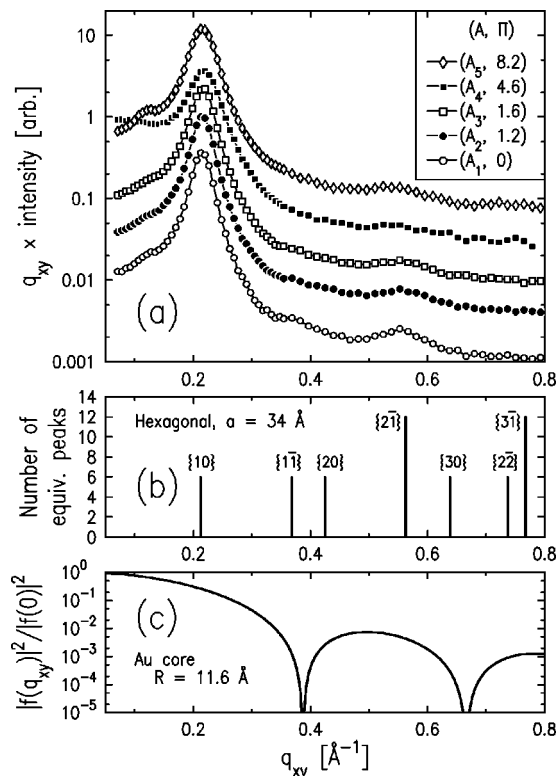 (a)
q_xy x intensity [arb.]
10
1
0.1
0.01
0.001
(A, Π)
(A₅, 8.2)
(A₄, 4.6)
(A₃, 1.6)
(A₂, 1.2)
(A₁, 0)
0.2 0.4 0.6 0.8
(b)
Number of
equiv. peaks
14
12
10
8
6
4
2
0
Hexagonal, a = 34 Å
{10}
{11̄}
{20}
{21̄}
{30}
{22̄}
{31̄}
0.2 0.4 0.6 0.8
(c)
|f(q_xy)|²/|f(0)|²
10⁰
10⁻¹
10⁻²
10⁻³
10⁻⁴
10⁻⁵
Au core
R = 11.6 Å
0.2 0.4 0.6 0.8
q_xy [Å⁻¹]